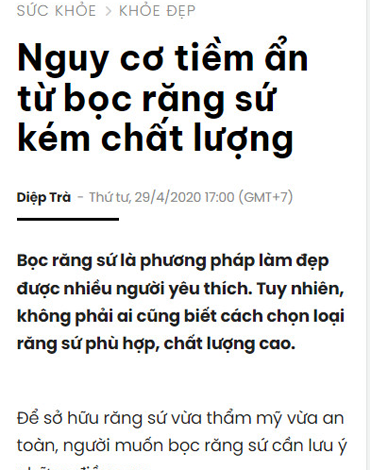 SỨC KHỎE > KHỎE ĐẸP
Nguy cơ tiềm ẩn
từ bọc răng sứ
kém chất lượng
Diệp Trà - Thứ tư, 29/4/2020 17:00 (GMT+7)
Bọc răng sứ là phương pháp làm đẹp
được nhiều người yêu thích. Tuy nhiên,
không phải ai cũng biết cách chọn loại
răng sứ phù hợp, chất lượng cao.
Để sở hữu răng sứ vừa thẩm mỹ vừa an
toàn, người muốn bọc răng sứ cần lưu ý